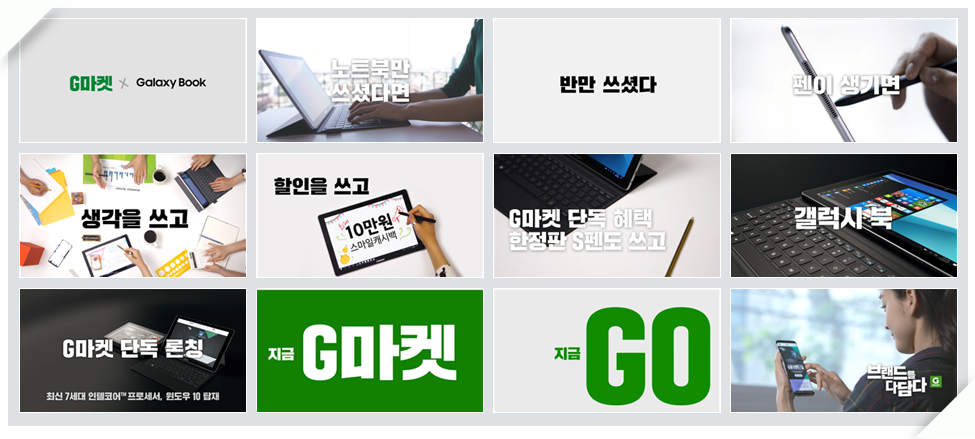 G마켓 X Galaxy Book
노트북만
쓰셨다면
반만 쓰셨다
펜이 생기면
생각을 쓰고
할인을 쓰고
10만원
스마일캐시백
G마켓 단독 혜택
한정판 S펜도 쓰고
갤럭시 북
G마켓 단독 론칭
최신 7세대 인텔코어™ 프로세서, 윈도우 10 탑재
지금 G마켓
지금 GO
브랜드를
다담다 G